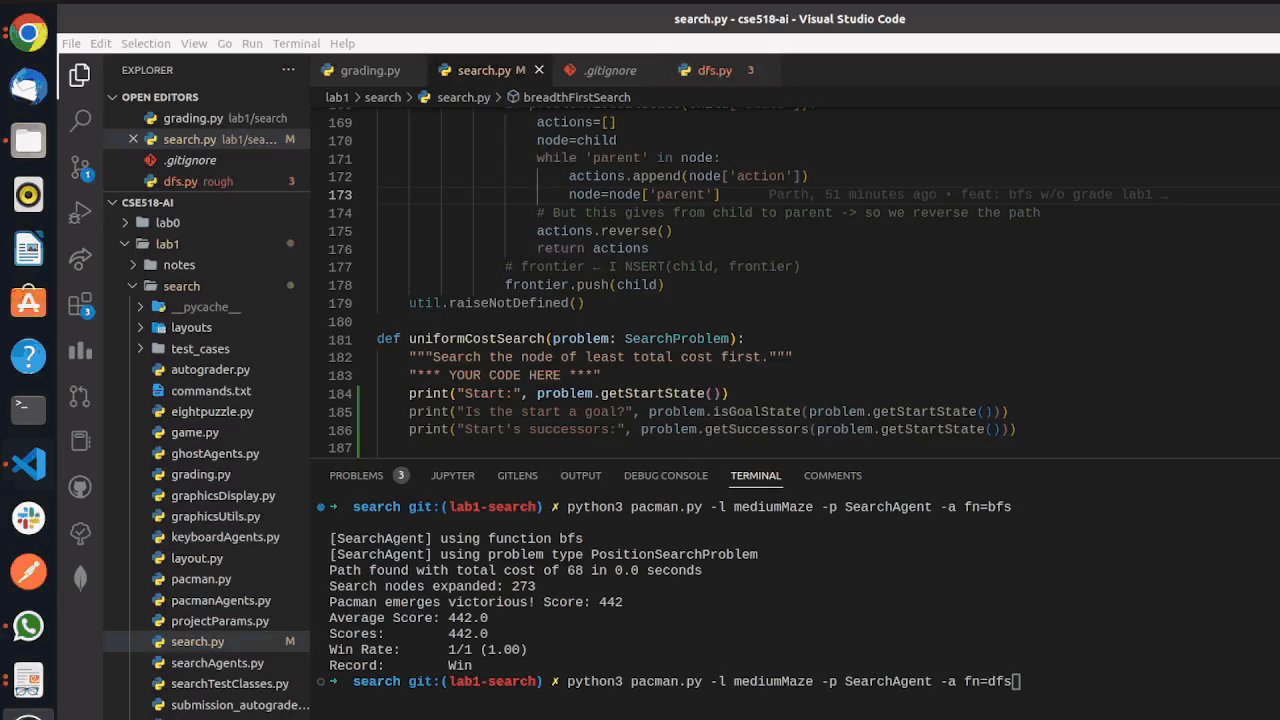 search.py - cse518-ai - Visual Studio Code
File Edit Selection View Go Run Terminal Help
EXPLORER ···
grading.py search.py M .gitignore dfs.py 3
OPEN EDITORS
grading.py lab1/search
search.py lab1/sea... M
.gitignore
dfs.py rough 3
CSE518-AI
lab0
lab1
notes
search
__pycache__
layouts
test_cases
autograder.py
commands.txt
eightpuzzle.py
game.py
ghostAgents.py
grading.py
graphicsDisplay.py
graphicsUtils.py
keyboardAgents.py
layout.py
pacman.py
pacmanAgents.py
projectParams.py
search.py M
searchAgents.py
searchTestClasses.py
submission_autograde...
1
3
lab1 > search > search.py > breadthFirstSearch
169 actions=[]
170 node=child
171 while 'parent' in node:
172 actions.append(node['action'])
173 node=node['parent'] Parth, 51 minutes ago • feat: bfs w/o grade lab1 …
174 # But this gives from child to parent -> so we reverse the path
175 actions.reverse()
176 return actions
177 # frontier ← I NSERT(child, frontier)
178 frontier.push(child)
179 util.raiseNotDefined()
180
181 def uniformCostSearch(problem: SearchProblem):
182 """Search the node of least total cost first."""
183 "*** YOUR CODE HERE ***"
184 print("Start:", problem.getStartState())
185 print("Is the start a goal?", problem.isGoalState(problem.getStartState()))
186 print("Start's successors:", problem.getSuccessors(problem.getStartState()))
187
PROBLEMS 3 JUPYTER GITLENS OUTPUT DEBUG CONSOLE TERMINAL COMMENTS
➜ search git:(lab1-search) ✗ python3 pacman.py -l mediumMaze -p SearchAgent -a fn=bfs
[SearchAgent] using function bfs
[SearchAgent] using problem type PositionSearchProblem
Path found with total cost of 68 in 0.0 seconds
Search nodes expanded: 273
Pacman emerges victorious! Score: 442
Average Score: 442.0
Scores: 442.0
Win Rate: 1/1 (1.00)
Record: Win
➜ search git:(lab1-search) ✗ python3 pacman.py -l mediumMaze -p SearchAgent -a fn=dfs